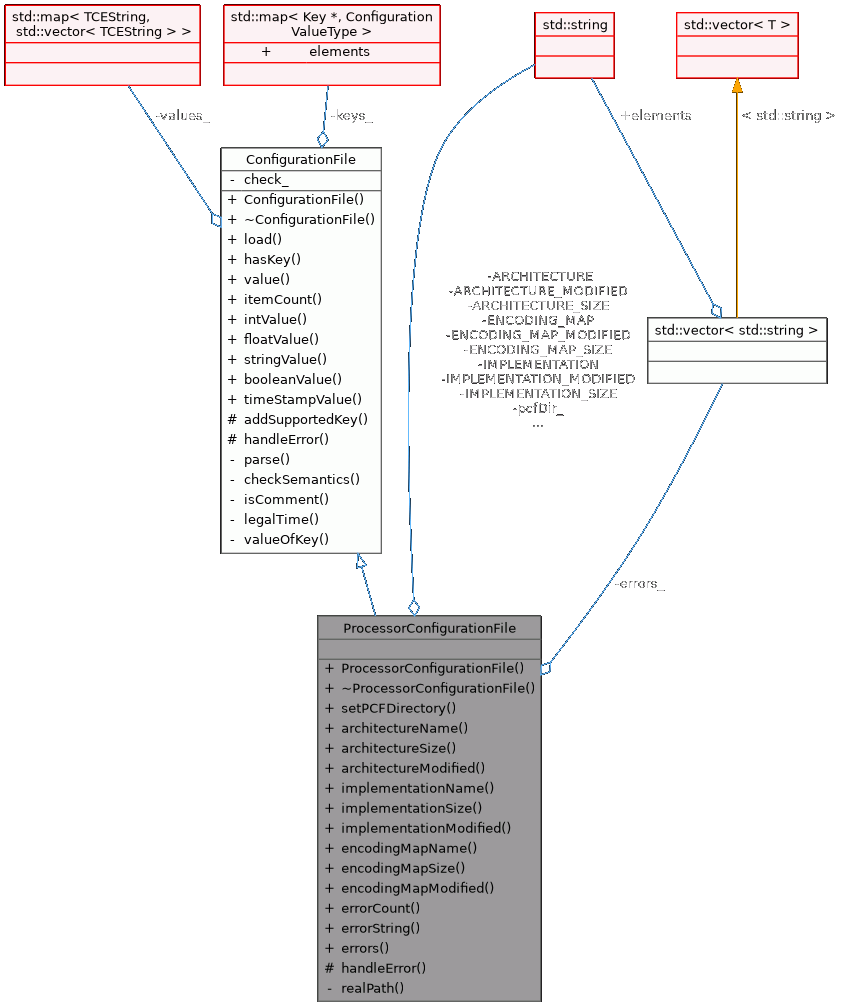 std::map< TCEString,
std::vector< TCEString > >
std::map< Key *, Configuration
ValueType >
+ elements
std::string
std::vector< T >
-values_
-keys_
+elements
< std::string >
ConfigurationFile
- check_
+ ConfigurationFile()
+ ~ConfigurationFile()
+ load()
+ hasKey()
+ value()
+ itemCount()
+ intValue()
+ floatValue()
+ stringValue()
+ booleanValue()
+ timeStampValue()
# addSupportedKey()
# handleError()
- parse()
- checkSemantics()
- isComment()
- legalTime()
- valueOfKey()
-ARCHITECTURE
-ARCHITECTURE_MODIFIED
-ARCHITECTURE_SIZE
-ENCODING_MAP
-ENCODING_MAP_MODIFIED
-ENCODING_MAP_SIZE
-IMPLEMENTATION
-IMPLEMENTATION_MODIFIED
-IMPLEMENTATION_SIZE
-pcfDir_
...
std::vector< std::string >
-errors_
ProcessorConfigurationFile
+ ProcessorConfigurationFile()
+ ~ProcessorConfigurationFile()
+ setPCFDirectory()
+ architectureName()
+ architectureSize()
+ architectureModified()
+ implementationName()
+ implementationSize()
+ implementationModified()
+ encodingMapName()
+ encodingMapSize()
+ encodingMapModified()
+ errorCount()
+ errorString()
+ errors()
# handleError()
- realPath()